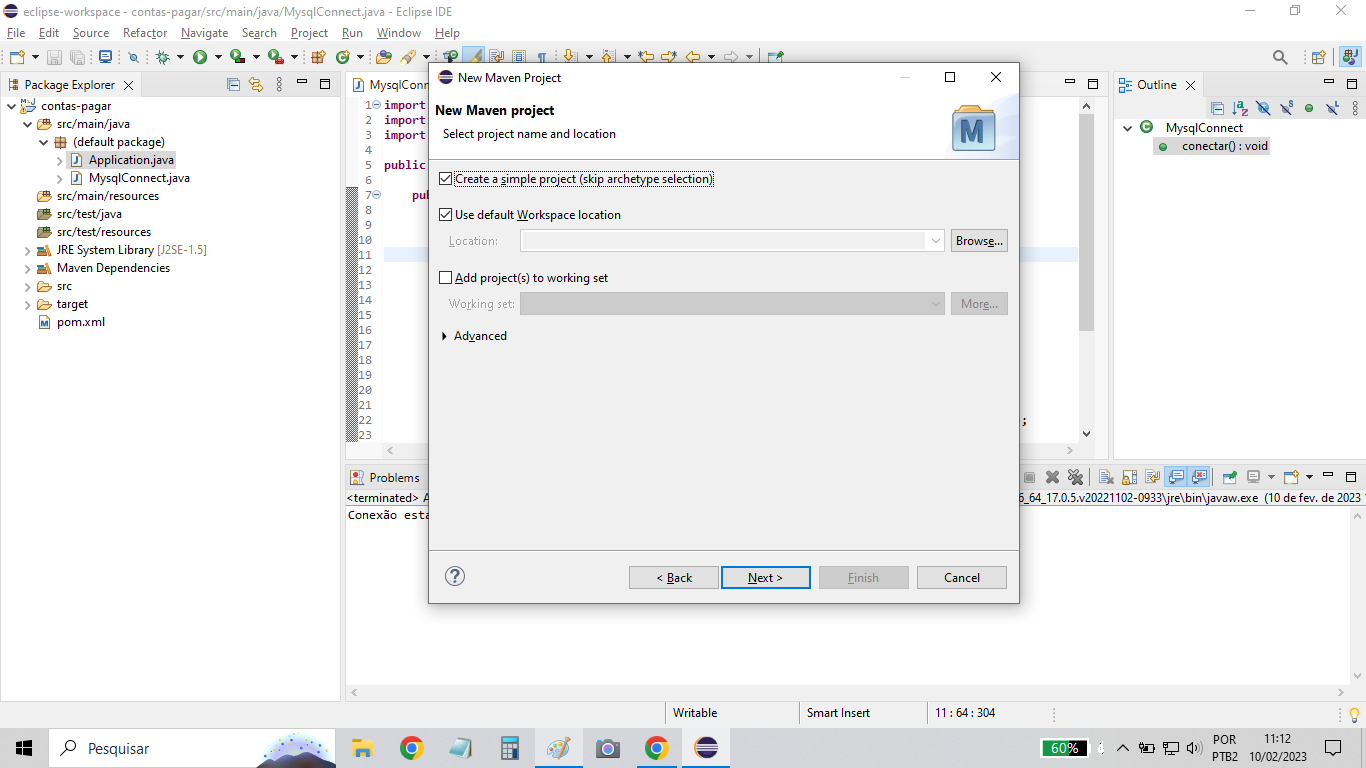 eclipse-workspace - contas-pagar/src/main/java/MysqlConnect.java - Eclipse IDE
File Edit Source Refactor Navigate Search Project Run Window Help
Package Explorer
contas-pagar
src/main/java
(default package)
Application.java
MysqlConnect.java
src/main/resources
src/test/java
src/test/resources
JRE System Library [J2SE-1.5]
Maven Dependencies
src
target
pom.xml
MysqlConn
1 import
2 import
3 import
4
5 public
6
7 pu
8
9
10
11
12
13
14
15
16
17
18
19
20
21
22 ;
23
New Maven Project
New Maven project
Select project name and location
M
Create a simple project (skip archetype selection)
Use default Workspace location
Location: Browse...
Add project(s) to working set
Working set: More...
Advanced
? < Back Next > Finish Cancel
Outline
MysqlConnect
conectar() : void
Problems
<terminated> A
6_64_17.0.5.v20221102-0933\jre\bin\javaw.exe (10 de fev. de 2023 1
Conexão esta
Writable Smart Insert 11 : 64 : 304
Pesquisar
60%
POR
PTB2
11:12
10/02/2023